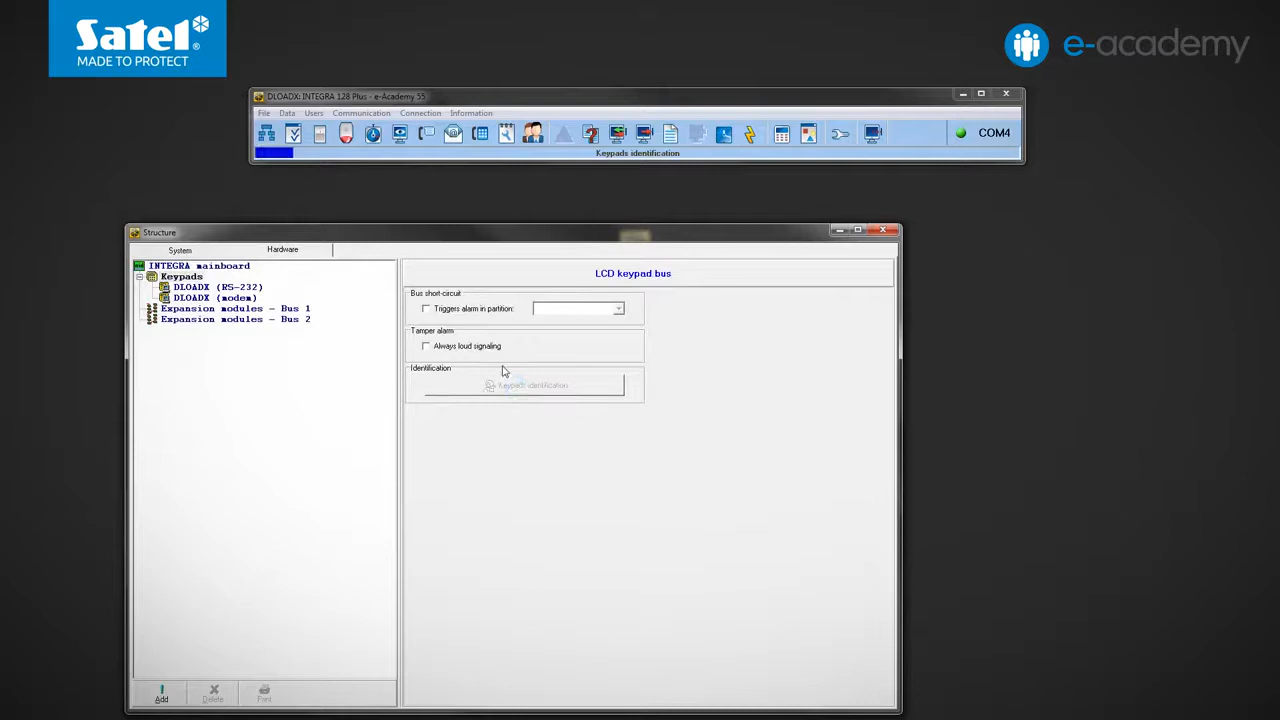 Satel®
MADE TO PROTECT
e-academy
DLOADX: INTEGRA 128 Plus - e-Academy 55
File Data Users Communication Connection Information
COM4
Keypads identification
Structure
System Hardware
INTEGRA mainboard
Keypads
DLOADX (RS-232)
DLOADX (modem)
Expansion modules - Bus 1
Expansion modules - Bus 2
LCD keypad bus
Bus short-circuit
Triggers alarm in partition:
Tamper alarm
Always loud signaling
Identification
Keypads identification
Add Delete Print